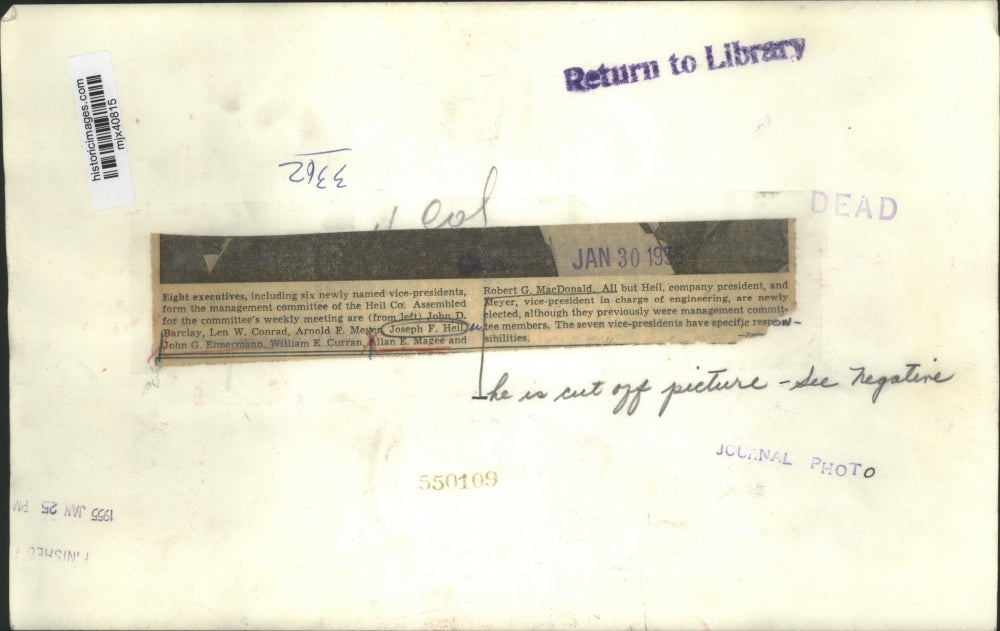 Return to Library
historicimages.com
mjx40815
3362
DEAD
JAN 30 1955
Eight executives, including six newly named vice-presidents,
form the management committee of the Heil Co. Assembled
for the committee's weekly meeting are (from left) John D.
Barclay, Len W. Conrad, Arnold F. Meyer, Joseph F. Heil,
John G. Eimermann, William E. Curran, Allan E. Magee and
Robert G. MacDonald. All but Heil, company president, and
Meyer, vice-president in charge of engineering, are newly
elected, although they previously were management commit-
tee members. The seven vice-presidents have specific respon-
sibilities.
he is cut off picture - See negative
JOURNAL PHOTO
550109
1955 JAN 25 PM
FINISHED